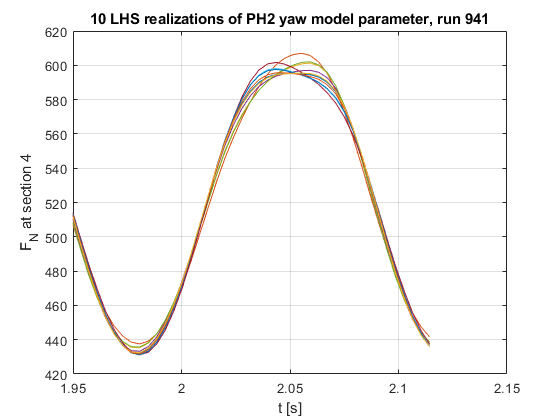 10 LHS realizations of PH2 yaw model parameter, run 941
620
600
580
560
540
520
500
480
460
440
420
F_N at section 4
1.95 2 2.05 2.1 2.15
t [s]